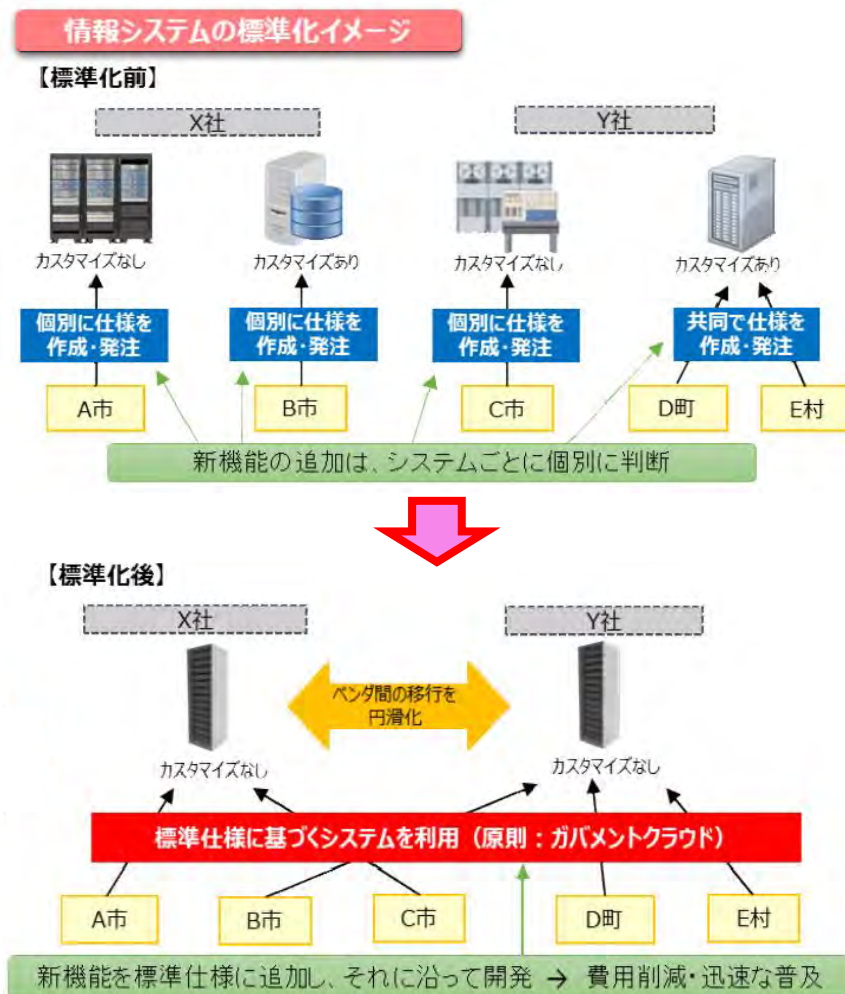 情報システムの標準化イメージ
【標準化前】
X社
Y社
カスタマイズなし
カスタマイズあり
カスタマイズなし
カスタマイズあり
個別に仕様を
作成・発注
個別に仕様を
作成・発注
個別に仕様を
作成・発注
共同で仕様を
作成・発注
A市
B市
C市
D町
E村
新機能の追加は、システムごとに個別に判断
【標準化後】
X社
Y社
ベンダ間の移行を
円滑化
カスタマイズなし
カスタマイズなし
標準仕様に基づくシステムを利用（原則：ガバメントクラウド）
A市
B市
C市
D町
E村
新機能を標準仕様に追加し、それに沿って開発 → 費用削減・迅速な普及